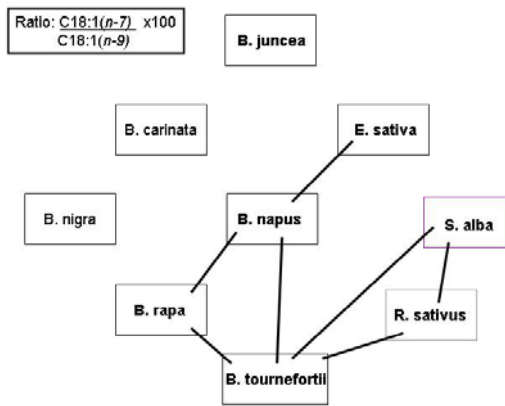 Ratio: C18:1(n-7) x100
C18:1(n-9)
B. juncea
B. carinata
E. sativa
B. nigra
B. napus
S. alba
B. rapa
R. sativus
B. tournefortii